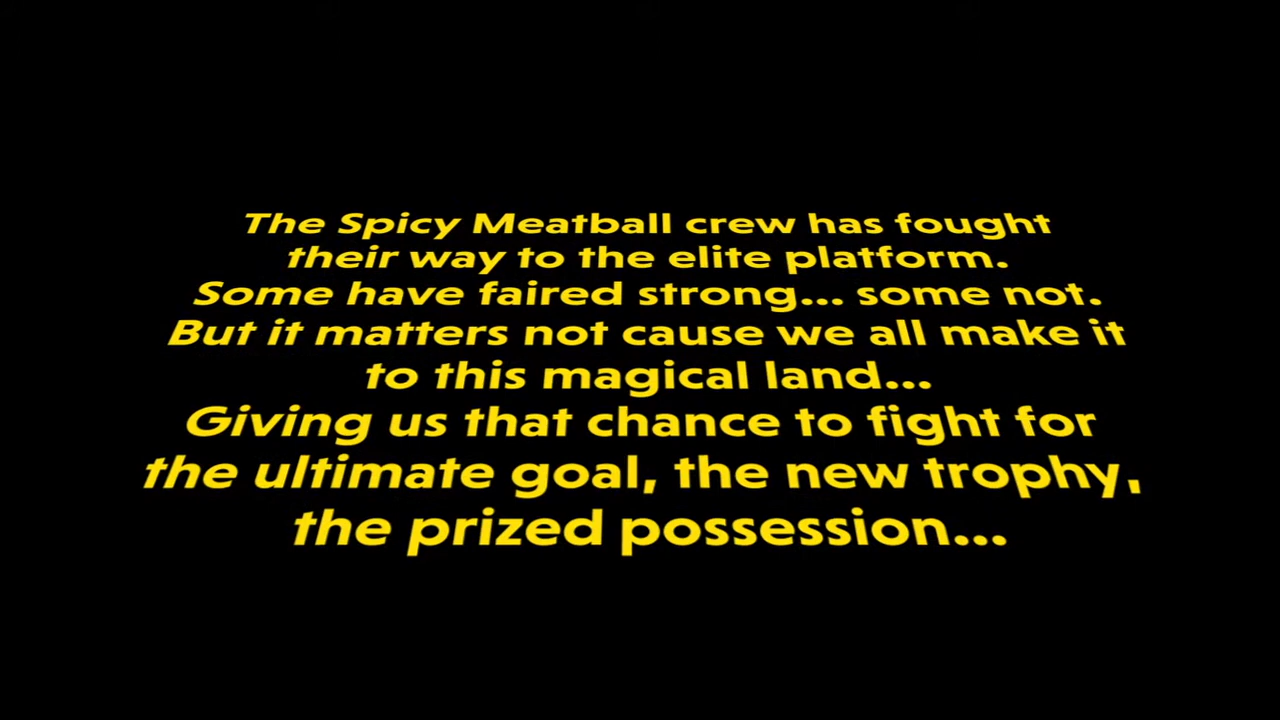 The Spicy Meatball crew has fought
their way to the elite platform.
Some have faired strong... some not.
But it matters not cause we all make it
to this magical land...
Giving us that chance to fight for
the ultimate goal, the new trophy,
the prized possession...